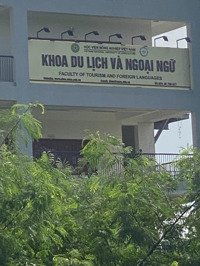 HỌC VIỆN NÔNG NGHIỆP VIỆT NAM
KHOA DU LỊCH VÀ NGOẠI NGỮ
FACULTY OF TOURISM AND FOREIGN LANGUAGES